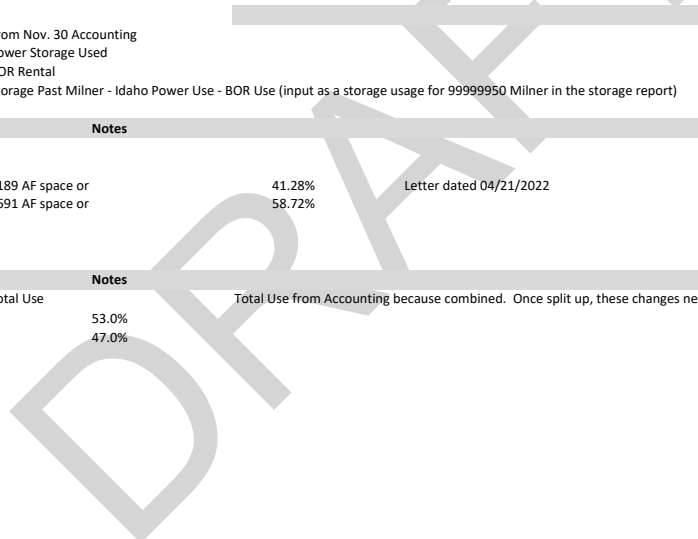 om Nov. 30 Accounting
ower Storage Used
OR Rental
torage Past Milner - Idaho Power Use - BOR Use (input as a storage usage for 99999950 Milner in the storage report)
Notes
189 AF space or 41.28% Letter dated 04/21/2022
691 AF space or 58.72%
Notes
otal Use Total Use from Accounting because combined. Once split up, these changes ne
53.0%
47.0%
DRAF